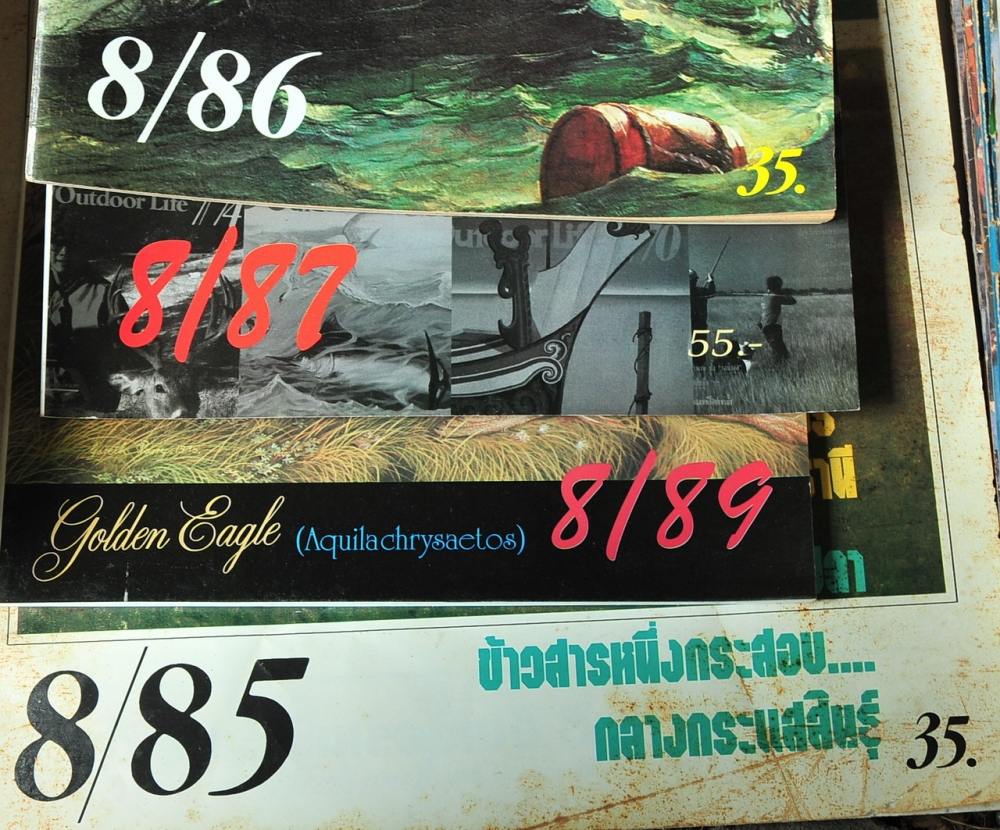 8/86
35.
Outdoor Life
8/87
55.-
Golden Eagle (Aquilachrysaetos)
8/89
8/85
ข้าวสารหนึ่งกระสอบ....
กลางกระแสสินธุ์
35.